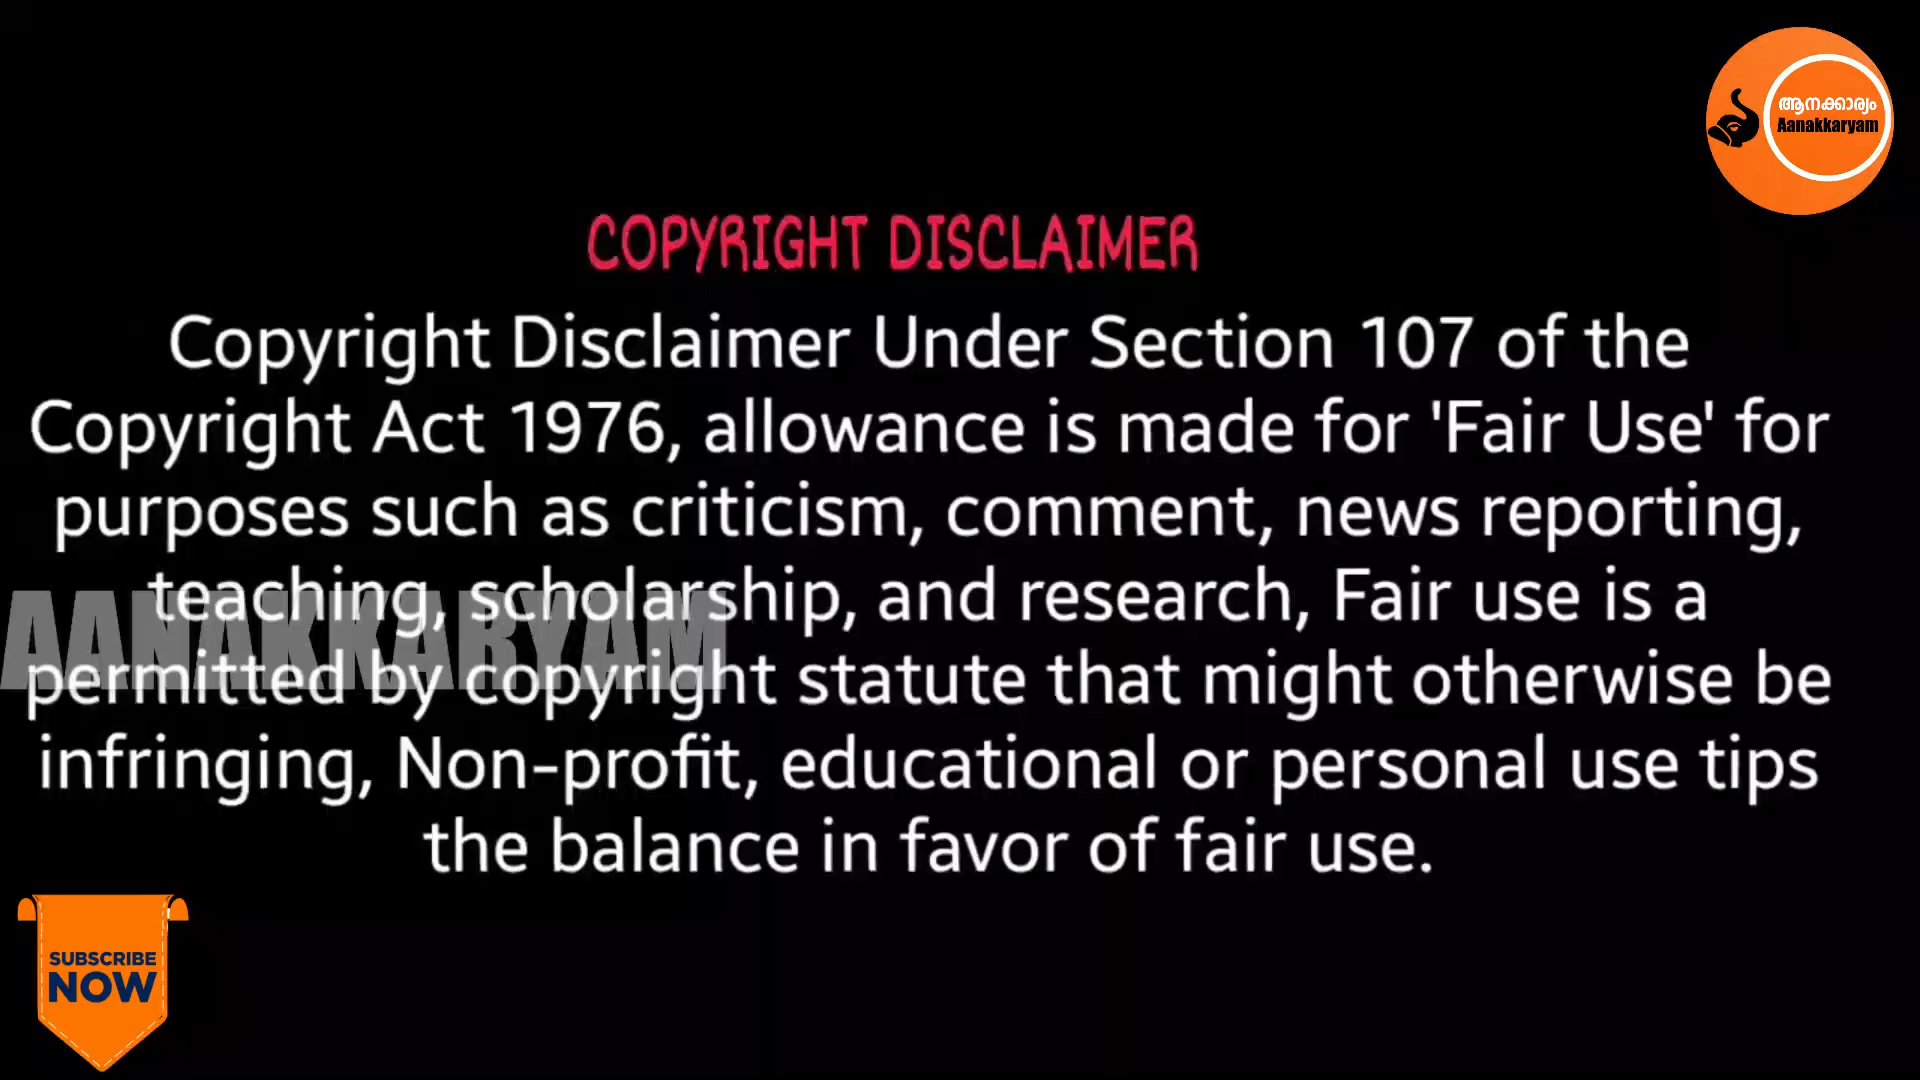 ആനക്കാര്യം
Aanakkaryam
COPYRIGHT DISCLAIMER
Copyright Disclaimer Under Section 107 of the
Copyright Act 1976, allowance is made for 'Fair Use' for
purposes such as criticism, comment, news reporting,
teaching, scholarship, and research, Fair use is a
AANAKKARYAM
permitted by copyright statute that might otherwise be
infringing, Non-profit, educational or personal use tips
the balance in favor of fair use.
SUBSCRIBE
NOW